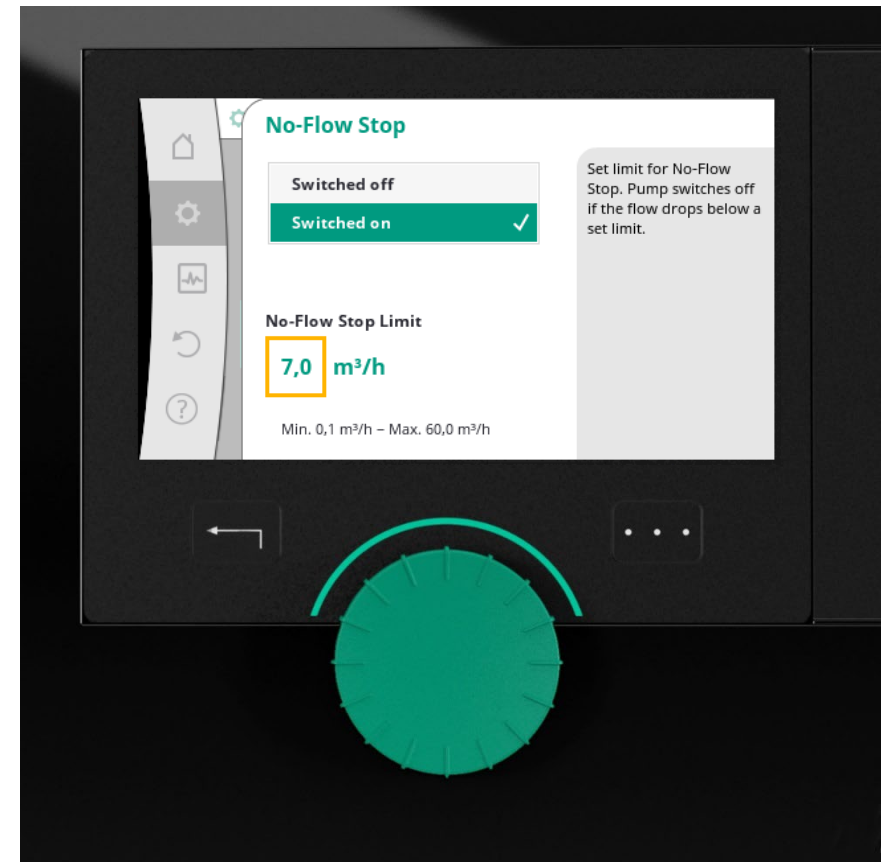 No-Flow Stop
Switched off
Switched on
No-Flow Stop Limit
7,0 m³/h
Min. 0,1 m³/h – Max. 60,0 m³/h
Set limit for No-Flow
Stop. Pump switches off
if the flow drops below a
set limit.